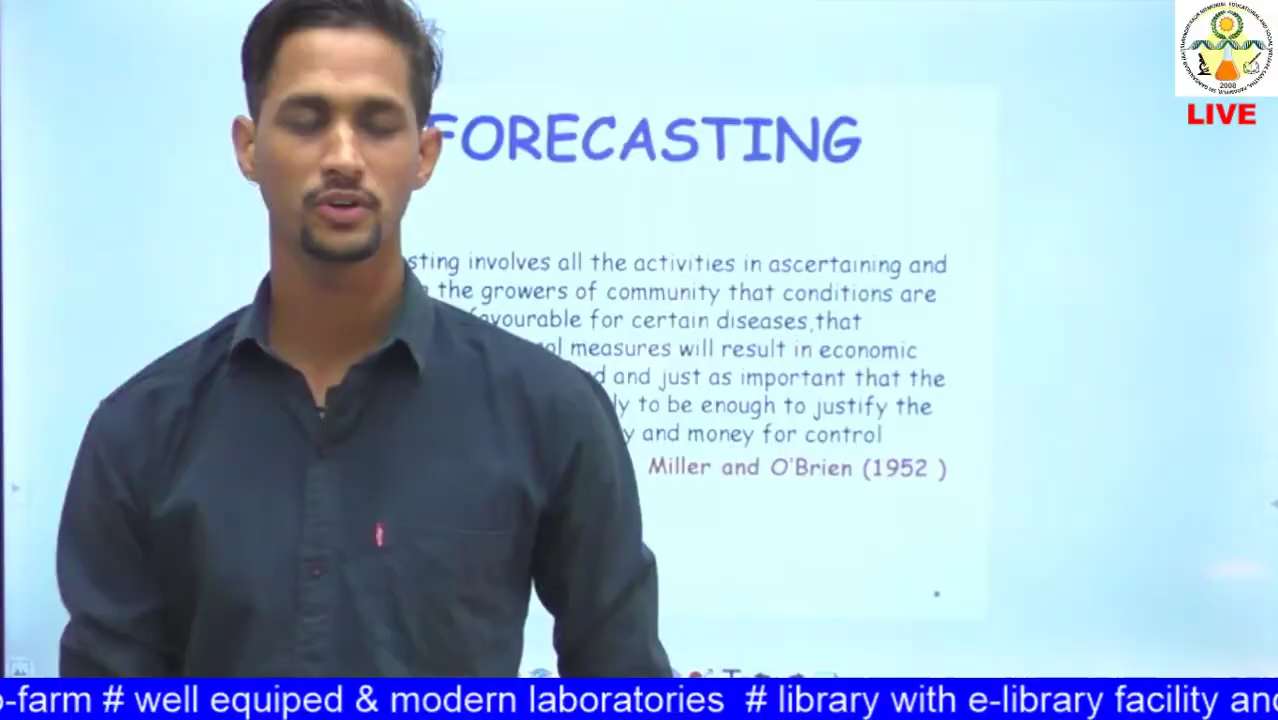 LIVE
2008
FORECASTING
sting involves all the activities in ascertaining and
the growers of community that conditions are
favourable for certain diseases,that
measures will result in economic
and just as important that the
to be enough to justify the
and money for control
Miller and O'Brien (1952 )
o-farm # well equiped & modern laboratories # library with e-library facility and